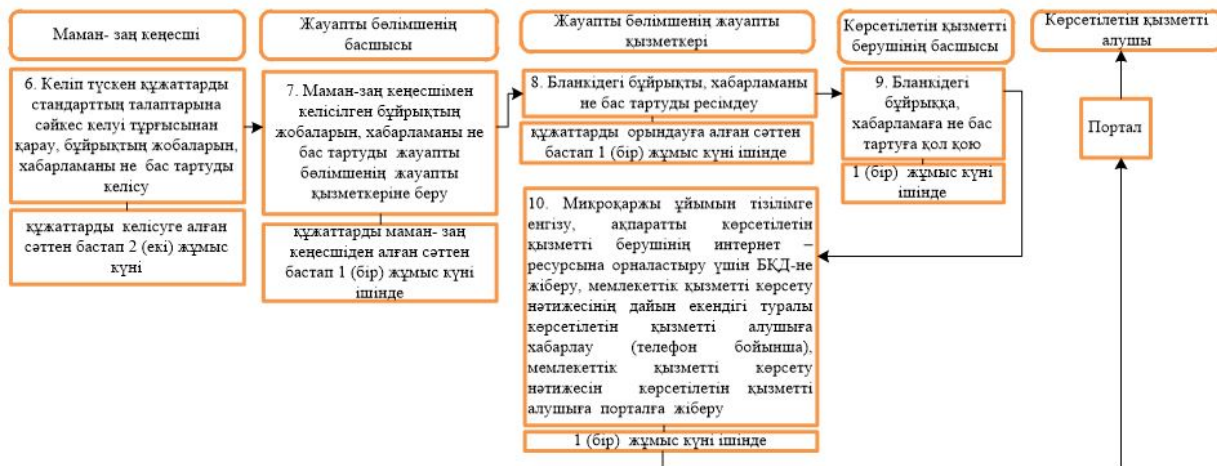 Маман- заң кеңесші
6. Келіп түскен құжаттарды
стандарттың талаптарына
сәйкес келуі тұрғысынан
қарау, бұйрықтың жобаларын,
хабарламаны не бас тартуды
келісу
құжаттарды келісуге алған
сәттен бастап 2 (екі) жұмыс
күні
Жауапты бөлімшенің
басшысы
7. Маман-заң кеңесшімен
келісілген бұйрықтың
жобаларын, хабарламаны не
бас тартуды жауапты
бөлімшенің жауапты
қызметкеріне беру
құжаттарды маман- заң
кеңесшіден алған сәттен
бастап 1 (бір) жұмыс күні
ішінде
Жауапты бөлімшенің жауапты
қызметкері
8. Бланкідегі бұйрықты, хабарламаны
не бас тартуды ресімдеу
құжаттарды орындауға алған сәттен
бастап 1 (бір) жұмыс күні ішінде
Көрсетілетін қызметті
берушінің басшысы
9. Бланкідегі
бұйрыққа,
хабарламаға не бас
тартуға қол қою
1 (бір) жұмыс күні
ішінде
10. Микроқаржы ұйымын тізілімге
енгізу, ақпаратты көрсетілетін
қызметті берушінің интернет –
ресурсына орналастыру үшін БҚД-не
жіберу, мемлекеттік қызметті көрсету
нәтижесінің дайын екендігі туралы
көрсетілетін қызметті алушыға
хабарлау (телефон бойынша),
мемлекеттік қызметті көрсету
нәтижесін көрсетілетін қызметті
алушыға порталға жіберу
1 (бір) жұмыс күні ішінде
Көрсетілетін қызметті
алушы
Портал